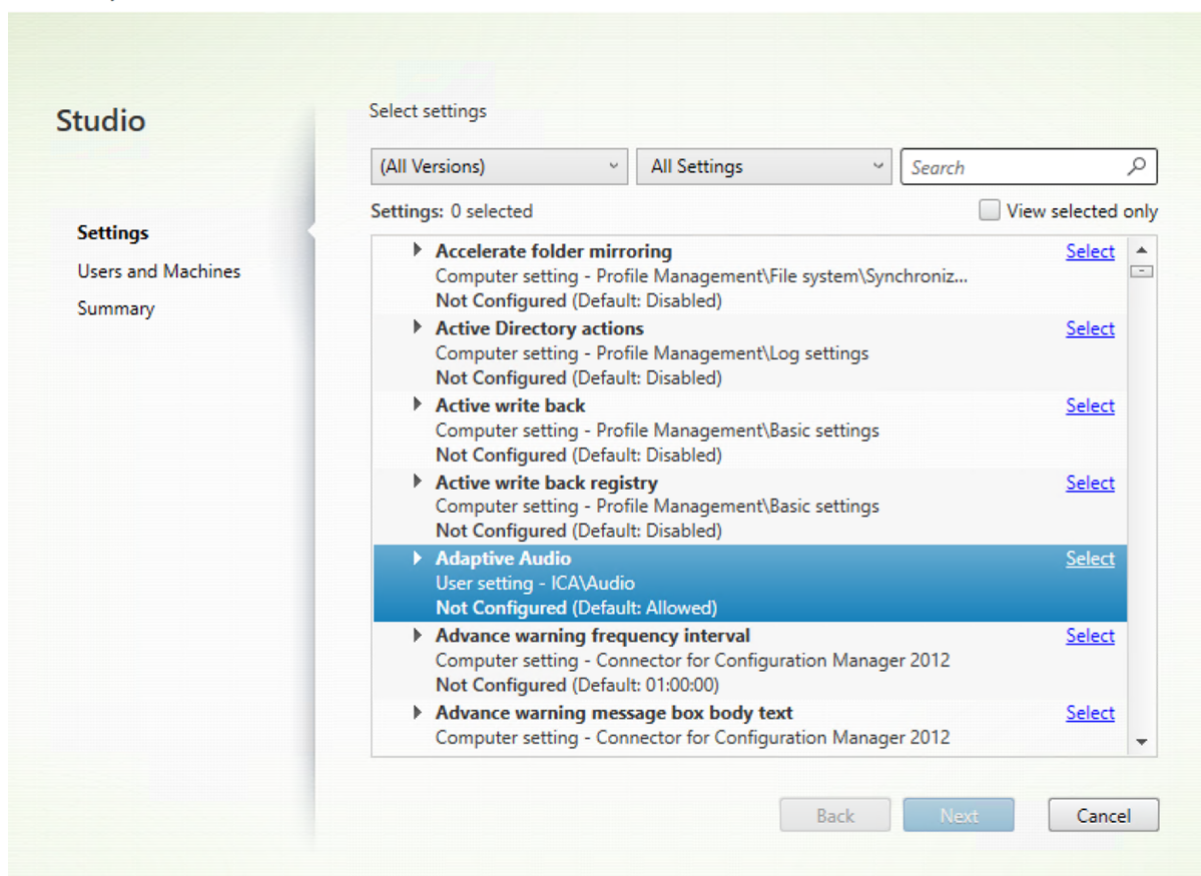 Studio
Settings
Users and Machines
Summary
Select settings
(All Versions)
All Settings
Search
Settings: 0 selected
View selected only
Accelerate folder mirroring Select
Computer setting - Profile Management\File system\Synchroniz...
Not Configured (Default: Disabled)
Active Directory actions Select
Computer setting - Profile Management\Log settings
Not Configured (Default: Disabled)
Active write back Select
Computer setting - Profile Management\Basic settings
Not Configured (Default: Disabled)
Active write back registry Select
Computer setting - Profile Management\Basic settings
Not Configured (Default: Disabled)
Adaptive Audio Select
User setting - ICA\Audio
Not Configured (Default: Allowed)
Advance warning frequency interval Select
Computer setting - Connector for Configuration Manager 2012
Not Configured (Default: 01:00:00)
Advance warning message box body text Select
Computer setting - Connector for Configuration Manager 2012
Back Next Cancel